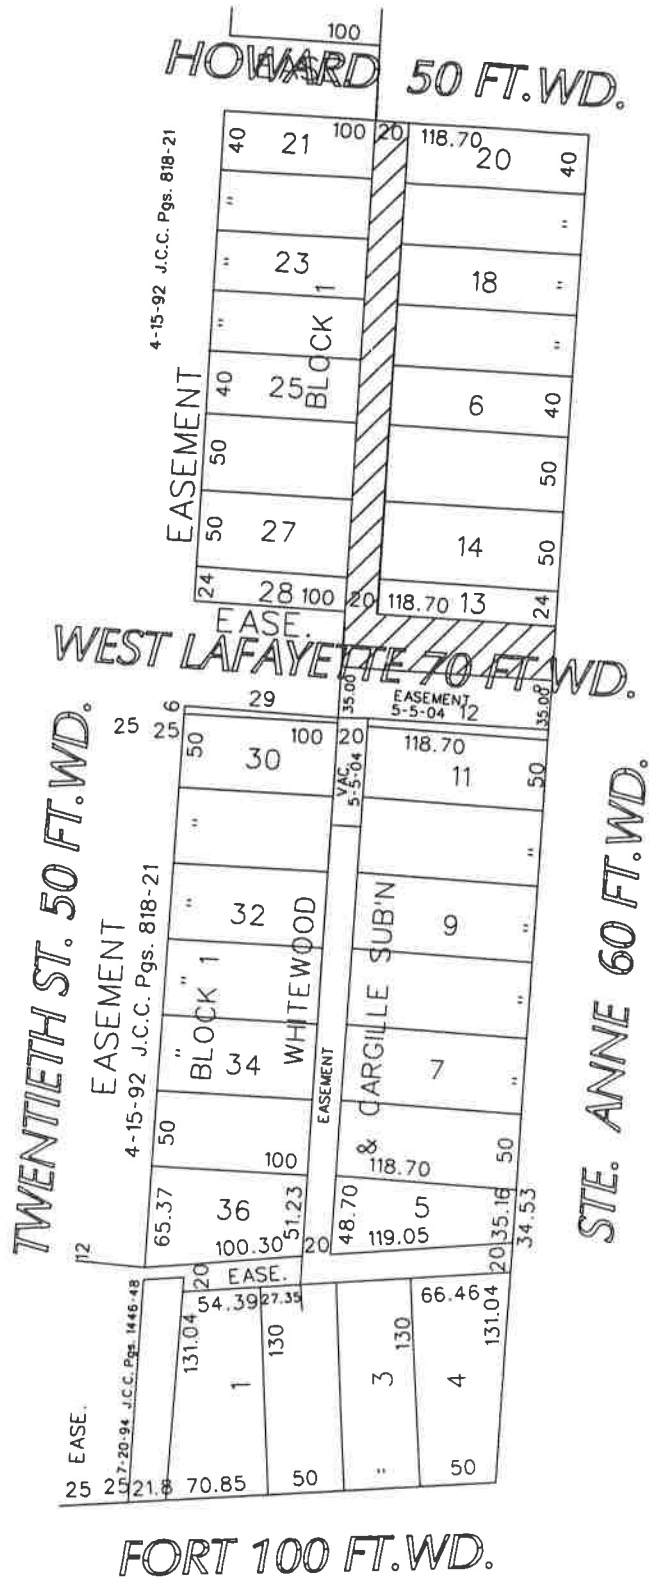 100
HOWARD 50 FT.WD.
EASE.
40 21 100 20 118.70 20 40
4-15-92 J.C.C. Pgs. 818-21
" "
" 23 18 "
" "
BLOCK 1
40 25 6 40
EASEMENT
50 50
50 27 14 50
24 28 100 20 118.70 13 24
EASE.
WEST LAFAYETTE 70 FT.WD.
35.00 EASEMENT 35.00
5-5-04 12
6 29
25 25 50 30 100 20 118.70 11 50
VAC.
5-5-04
TWENTIETH ST. 50 FT.WD.
STE. ANNE 60 FT.WD.
" "
EASEMENT
4-15-92 J.C.C. Pgs. 818-21
" 32 9 "
BLOCK 1
WHITEWOOD
& CARGILLE SUB'N
" "
" 34 7 "
EASEMENT
50 100 118.70 50
65.37 36 51.23 48.70 5 35.16 34.53
100.30 20 119.05
12
20 EASE. 20
54.39 27.35 66.46
131.04 130 130 131.04
7-20-94 J.C.C. Pgs. 1446-48
1 3 4
EASE.
25 25 21.8 70.85 50 " 50
FORT 100 FT.WD.